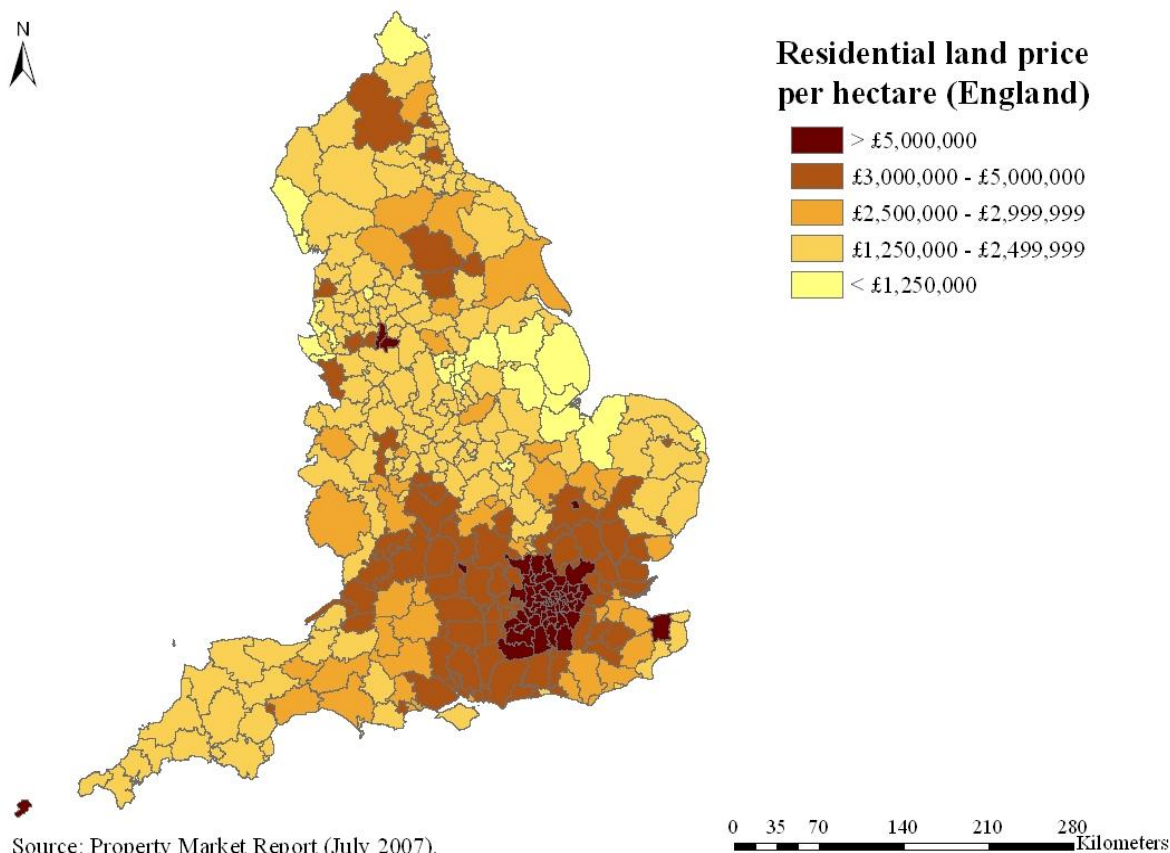 N
Residential land price
per hectare (England)
> £5,000,000
£3,000,000 - £5,000,000
£2,500,000 - £2,999,999
£1,250,000 - £2,499,999
< £1,250,000
Source: Property Market Report (July 2007).
0 35 70 140 210 280
Kilometers